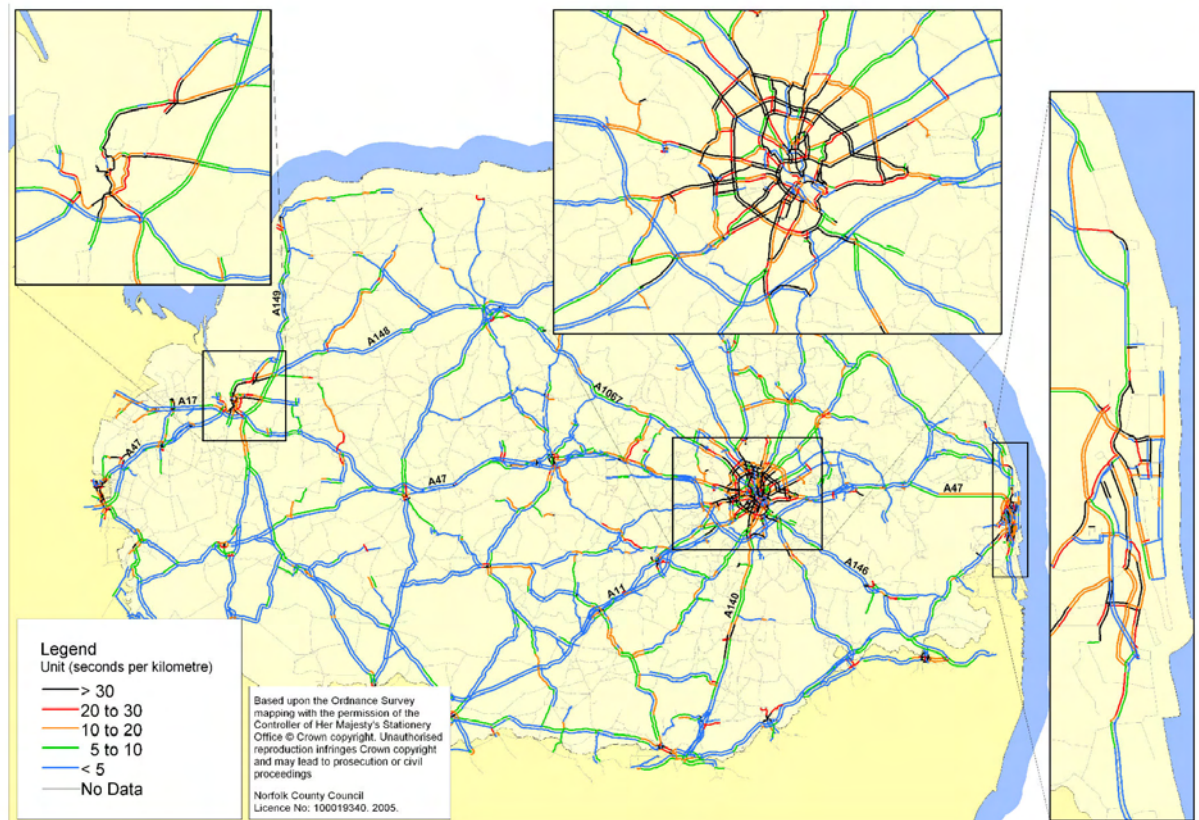 A149
A148
A17
A47
A1067
A47
A47
A146
A11
A140
Legend
Unit (seconds per kilometre)
> 30
20 to 30
10 to 20
5 to 10
< 5
No Data
Based upon the Ordnance Survey
mapping with the permission of the
Controller of Her Majesty's Stationery
Office © Crown copyright. Unauthorised
reproduction infringes Crown copyright
and may lead to prosecution or civil
proceedings
Norfolk County Council
Licence No: 100019340. 2005.